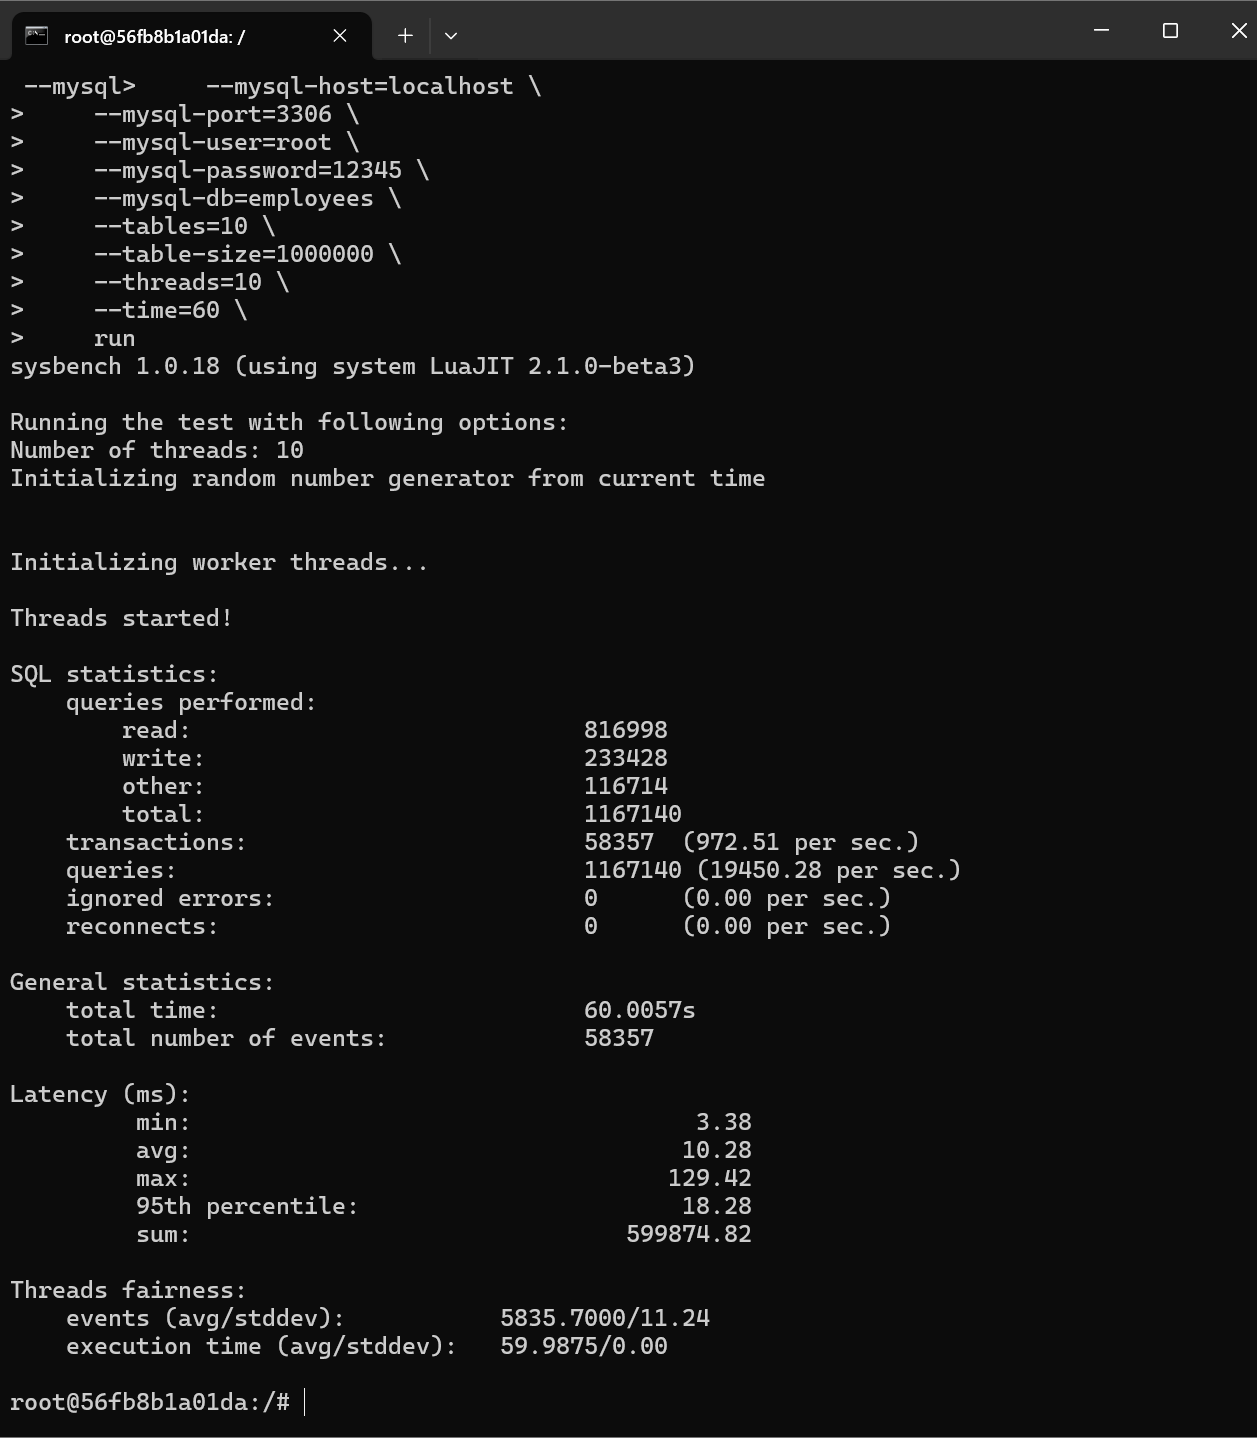 root@56fb8b1a01da: /
 --mysql>     --mysql-host=localhost \
>     --mysql-port=3306 \
>     --mysql-user=root \
>     --mysql-password=12345 \
>     --mysql-db=employees \
>     --tables=10 \
>     --table-size=1000000 \
>     --threads=10 \
>     --time=60 \
>     run
sysbench 1.0.18 (using system LuaJIT 2.1.0-beta3)
Running the test with following options:
Number of threads: 10
Initializing random number generator from current time
Initializing worker threads...
Threads started!
SQL statistics:
    queries performed:
        read:                            816998
        write:                           233428
        other:                           116714
        total:                           1167140
    transactions:                        58357  (972.51 per sec.)
    queries:                             1167140 (19450.28 per sec.)
    ignored errors:                      0      (0.00 per sec.)
    reconnects:                          0      (0.00 per sec.)
General statistics:
    total time:                          60.0057s
    total number of events:              58357
Latency (ms):
         min:                                    3.38
         avg:                                   10.28
         max:                                  129.42
         95th percentile:                       18.28
         sum:                               599874.82
Threads fairness:
    events (avg/stddev):           5835.7000/11.24
    execution time (avg/stddev):   59.9875/0.00
root@56fb8b1a01da:/#